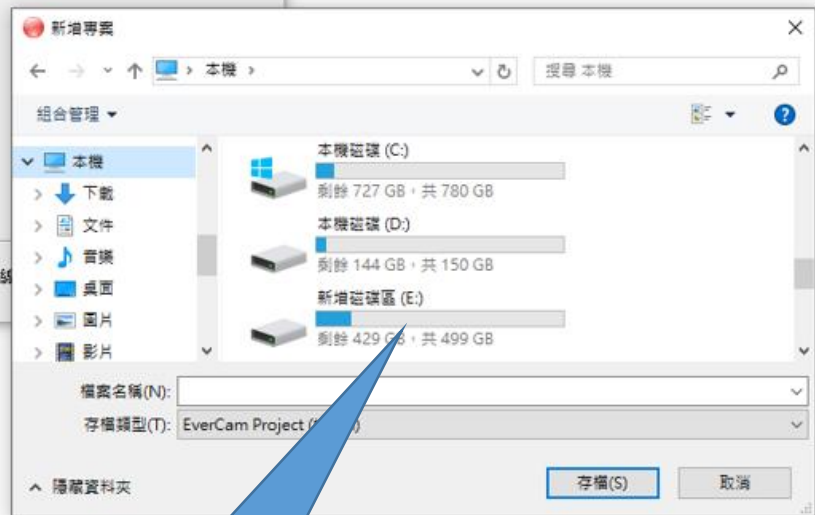 新增專案
本機
搜尋 本機
組合管理
本機
下載
文件
音樂
桌面
圖片
影片
本機磁碟 (C:)
剩餘 727 GB，共 780 GB
本機磁碟 (D:)
剩餘 144 GB，共 150 GB
新增磁碟區 (E:)
剩餘 429 GB，共 499 GB
檔案名稱(N):
存檔類型(T): EverCam Project
隱藏資料夾
存檔(S)
取消